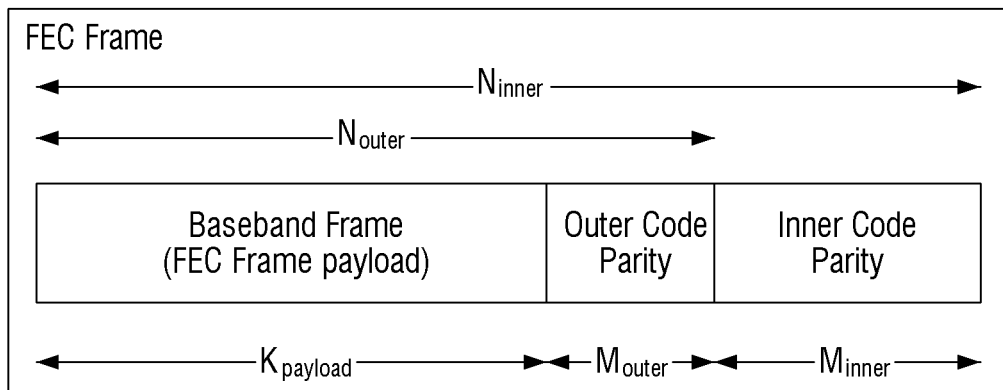 FEC Frame
Ninner
Nouter
Baseband Frame
(FEC Frame payload)
Outer Code
Parity
Inner Code
Parity
Kpayload
Mouter
Minner